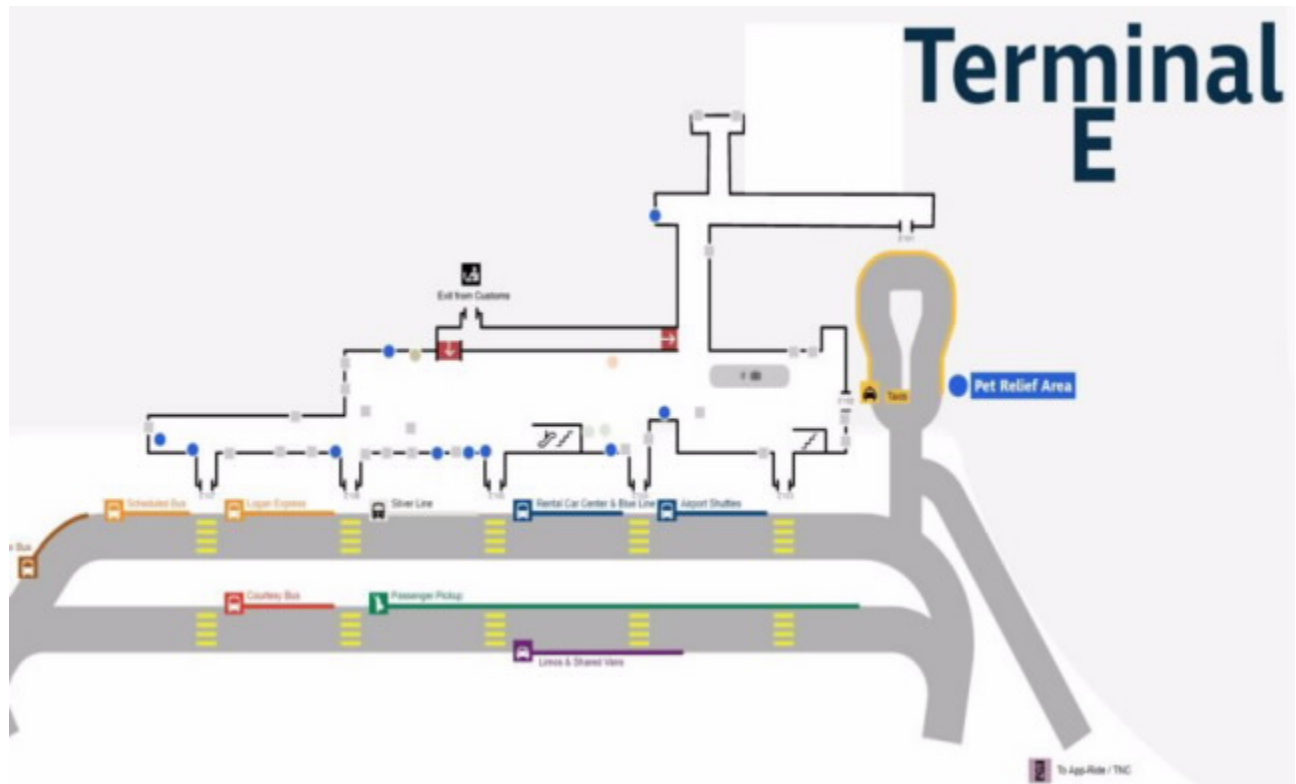 Terminal
E
Exit from Customs
Pet Relief Area
Taxis
Scheduled Bus
Logan Express
Silver Line
Rental Car Center & Blue Line
Airport Shuttles
Bus
Courtesy Bus
Passenger Pickup
Limos & Shared Vans
To App-Ride / TNC